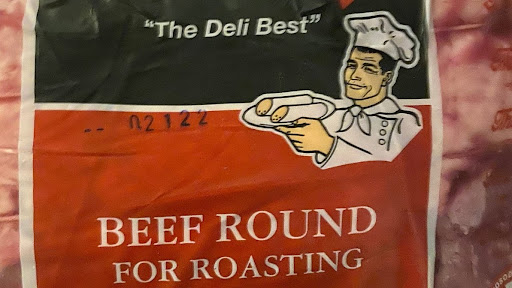 "The Deli Best"
-- 02122
BEEF ROUND
FOR ROASTING